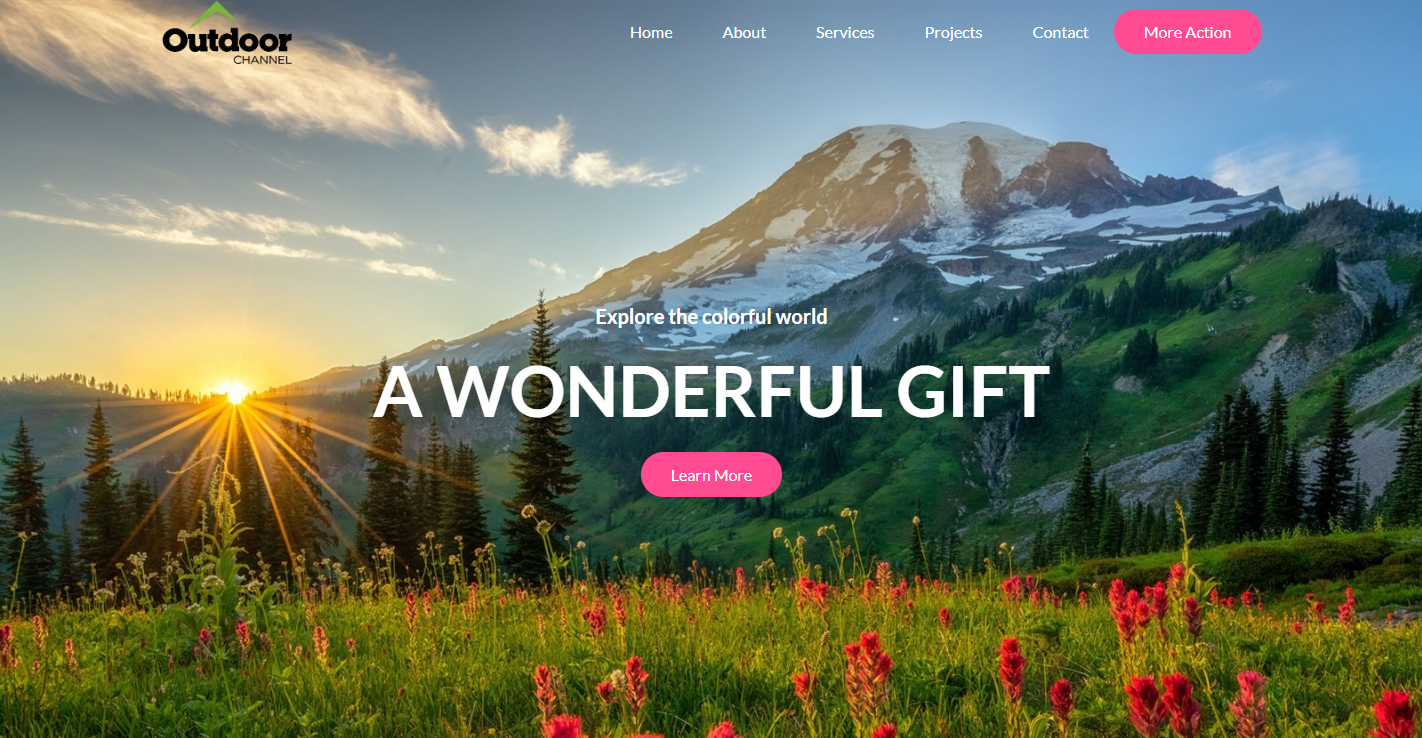 Outdoor
CHANNEL
Home About Services Projects Contact More Action
Explore the colorful world
A WONDERFUL GIFT
Learn More